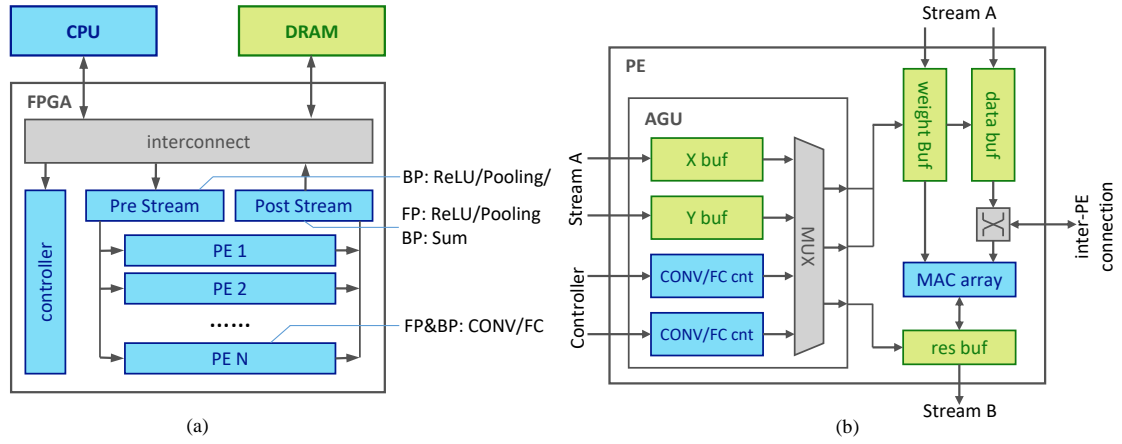 CPU
DRAM
FPGA
interconnect
BP: ReLU/Pooling/
Pre Stream
Post Stream
FP: ReLU/Pooling
BP: Sum
controller
PE 1
PE 2
......
FP&BP: CONV/FC
PE N
(a)
Stream A
PE
AGU
weight Buf
data buf
Stream A
X buf
Y buf
MUX
inter-PE
connection
Controller
CONV/FC cnt
CONV/FC cnt
MAC array
res buf
Stream B
(b)